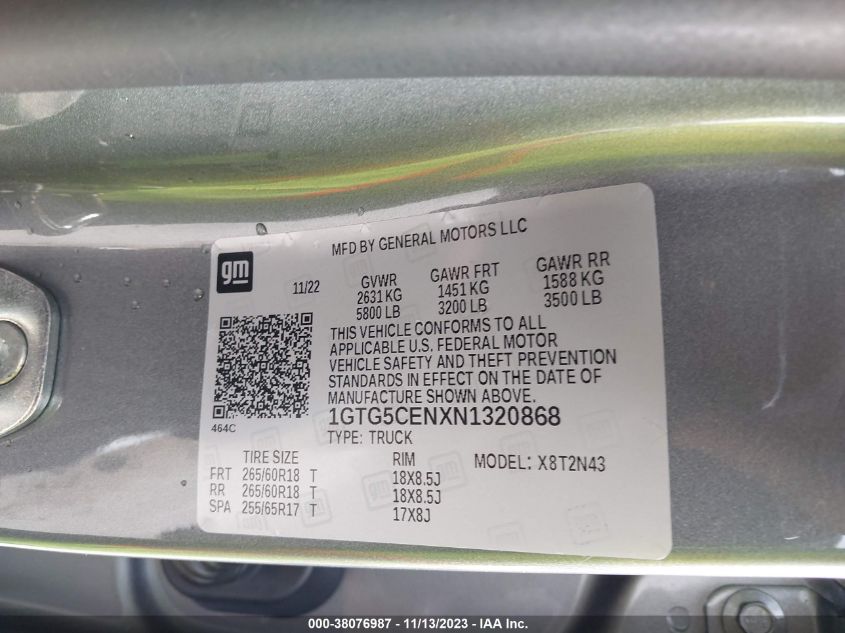 MFD BY GENERAL MOTORS LLC
gm
11/22
GVWR
2631 KG
5800 LB
GAWR FRT
1451 KG
3200 LB
GAWR RR
1588 KG
3500 LB
THIS VEHICLE CONFORMS TO ALL
APPLICABLE U.S. FEDERAL MOTOR
VEHICLE SAFETY AND THEFT PREVENTION
STANDARDS IN EFFECT ON THE DATE OF
MANUFACTURE SHOWN ABOVE.
464C
1GTG5CENXN1320868
TYPE: TRUCK
TIRE SIZE RIM MODEL: X8T2N43
FRT 265/60R18 T 18X8.5J
RR 265/60R18 T 18X8.5J
SPA 255/65R17 T 17X8J
000-38076987 - 11/13/2023 - IAA Inc.